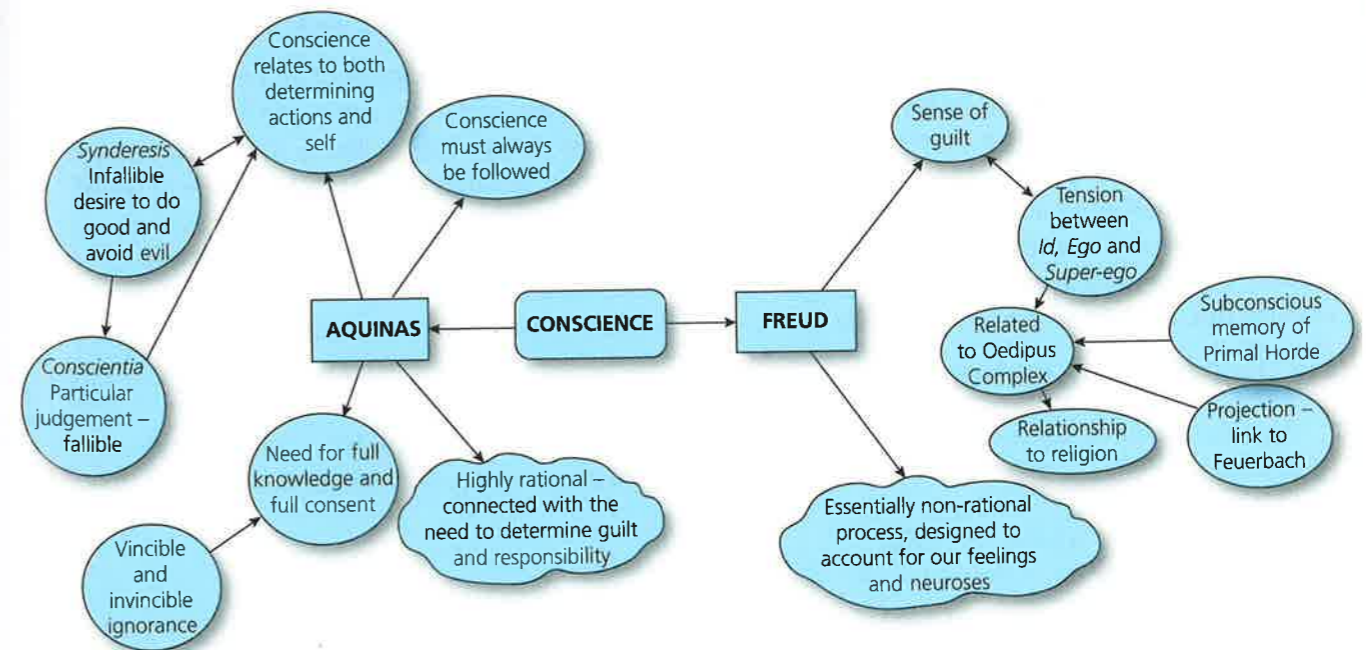 Conscience
relates to both
determining
actions and
self
Synderesis
Infallible
desire to do
good and
avoid evil
Conscience
must always
be followed
Conscientia
Particular
judgement –
fallible
AQUINAS
CONSCIENCE
FREUD
Need for full
knowledge and
full consent
Vincible
and
invincible
ignorance
Highly rational –
connected with the
need to determine guilt
and responsibility
Sense of
guilt
Tension
between
Id, Ego and
Super-ego
Related
to Oedipus
Complex
Subconscious
memory of
Primal Horde
Projection –
link to
Feuerbach
Relationship
to religion
Essentially non-rational
process, designed to
account for our feelings
and neuroses